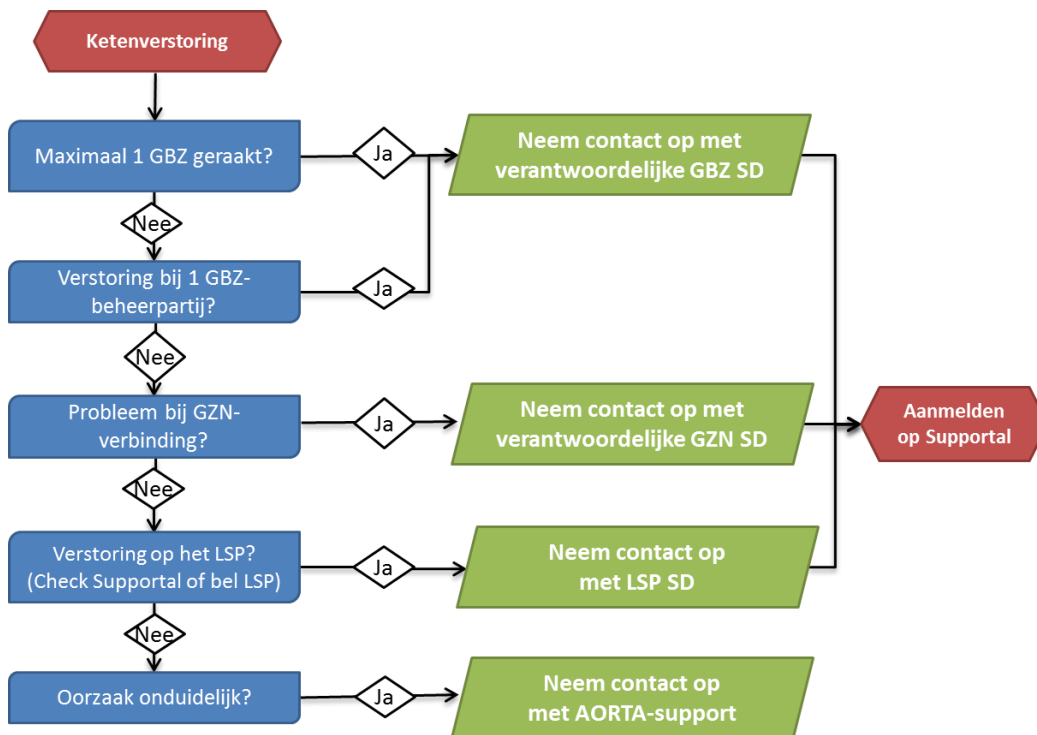 Ketenverstoring
Maximaal 1 GBZ geraakt?
Ja
Neem contact op met
verantwoordelijke GBZ SD
Nee
Verstoring bij 1 GBZ-
beheerpartij?
Ja
Nee
Probleem bij GZN-
verbinding?
Ja
Neem contact op met
verantwoordelijke GZN SD
Aanmelden
op Supportal
Nee
Verstoring op het LSP?
(Check Supportal of bel LSP)
Ja
Neem contact op
met LSP SD
Nee
Oorzaak onduidelijk?
Ja
Neem contact op
met AORTA-support